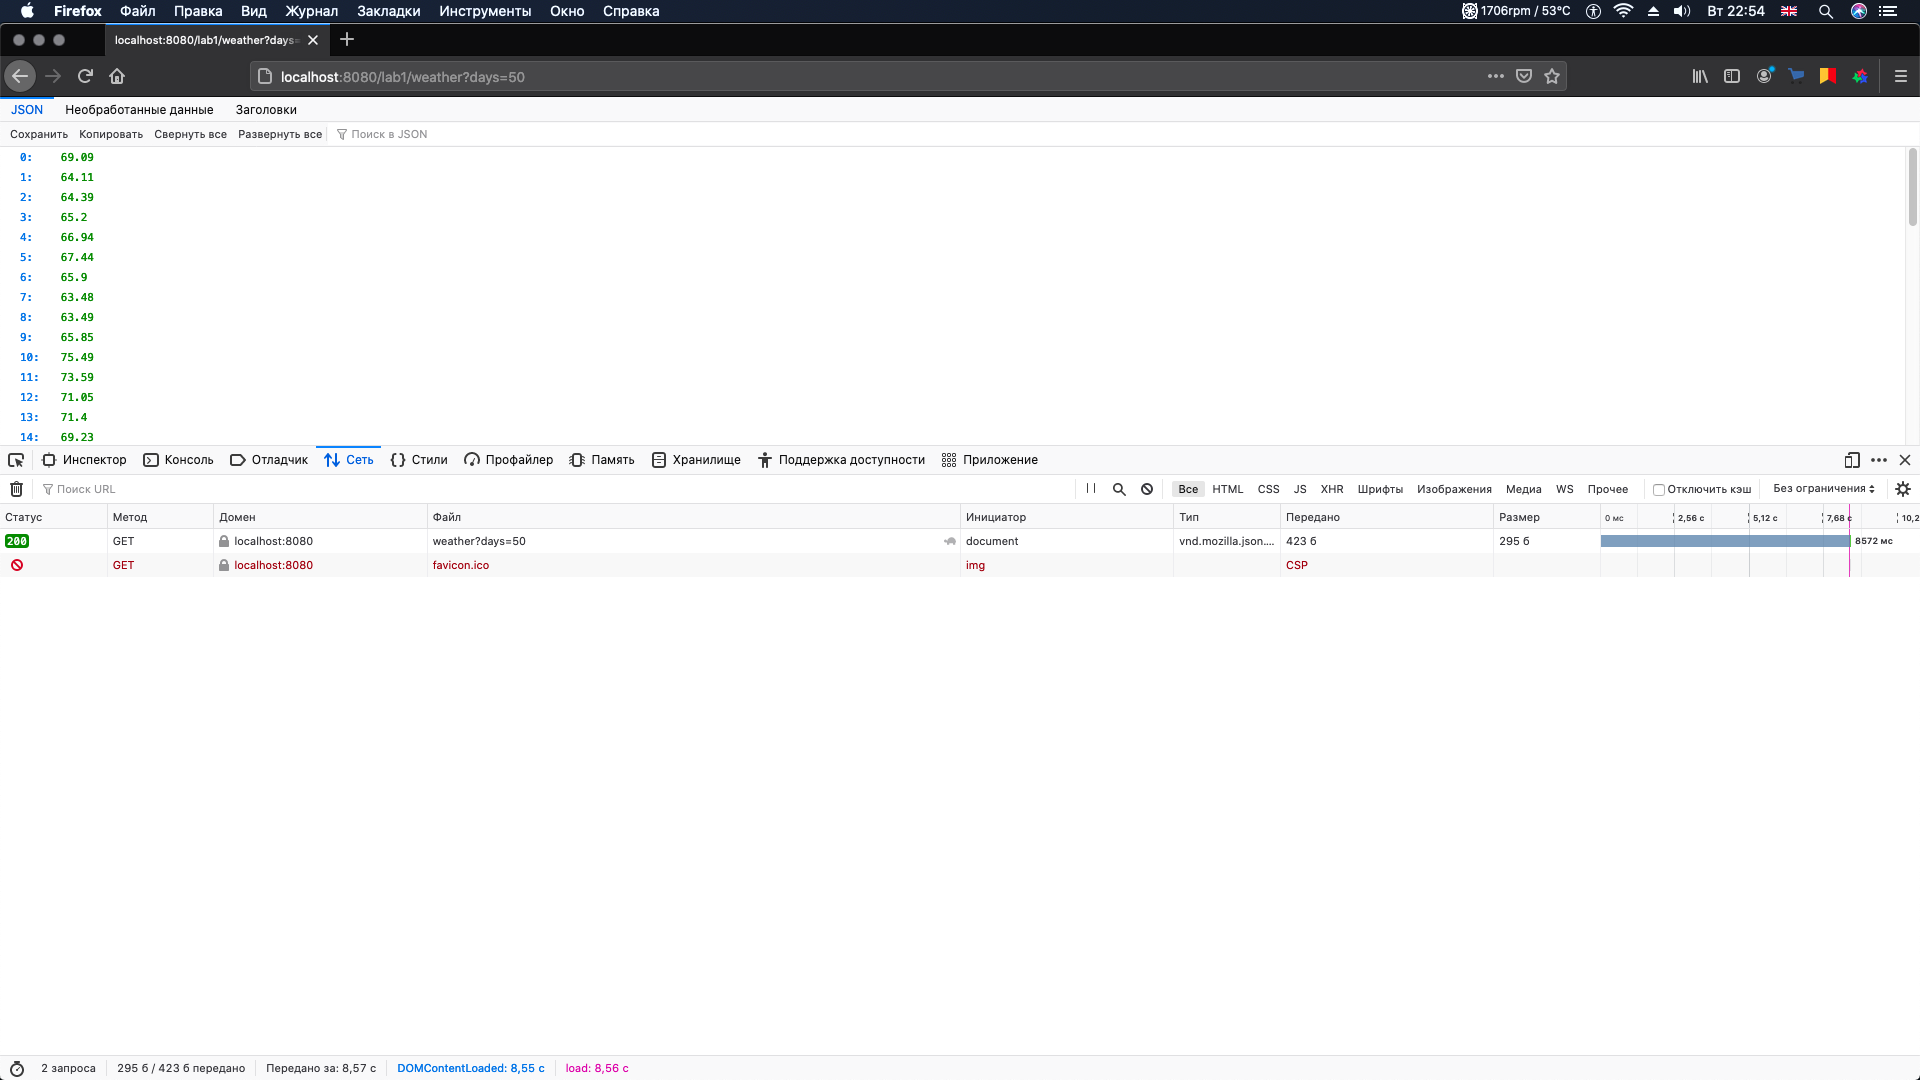 Firefox Файл Правка Вид Журнал Закладки Инструменты Окно Справка 1706rpm / 53°C Вт 22:54
localhost:8080/lab1/weather?days=
localhost:8080/lab1/weather?days=50
JSON Необработанные данные Заголовки
Сохранить Копировать Свернуть все Развернуть все Поиск в JSON
0: 69.09
1: 64.11
2: 64.39
3: 65.2
4: 66.94
5: 67.44
6: 65.9
7: 63.48
8: 63.49
9: 65.85
10: 75.49
11: 73.59
12: 71.05
13: 71.4
14: 69.23
Инспектор Консоль Отладчик Сеть Стили Профайлер Память Хранилище Поддержка доступности Приложение
Поиск URL Все HTML CSS JS XHR Шрифты Изображения Медиа WS Прочее Отключить кэш Без ограничения
Статус Метод Домен Файл Инициатор Тип Передано Размер 0 мс 2,56 с 5,12 с 7,68 с 10,2
200 GET localhost:8080 weather?days=50 document vnd.mozilla.json.... 423 б 295 б 8572 мс
GET localhost:8080 favicon.ico img CSP
2 запроса 295 б / 423 б передано Передано за: 8,57 с DOMContentLoaded: 8,55 с load: 8,56 с